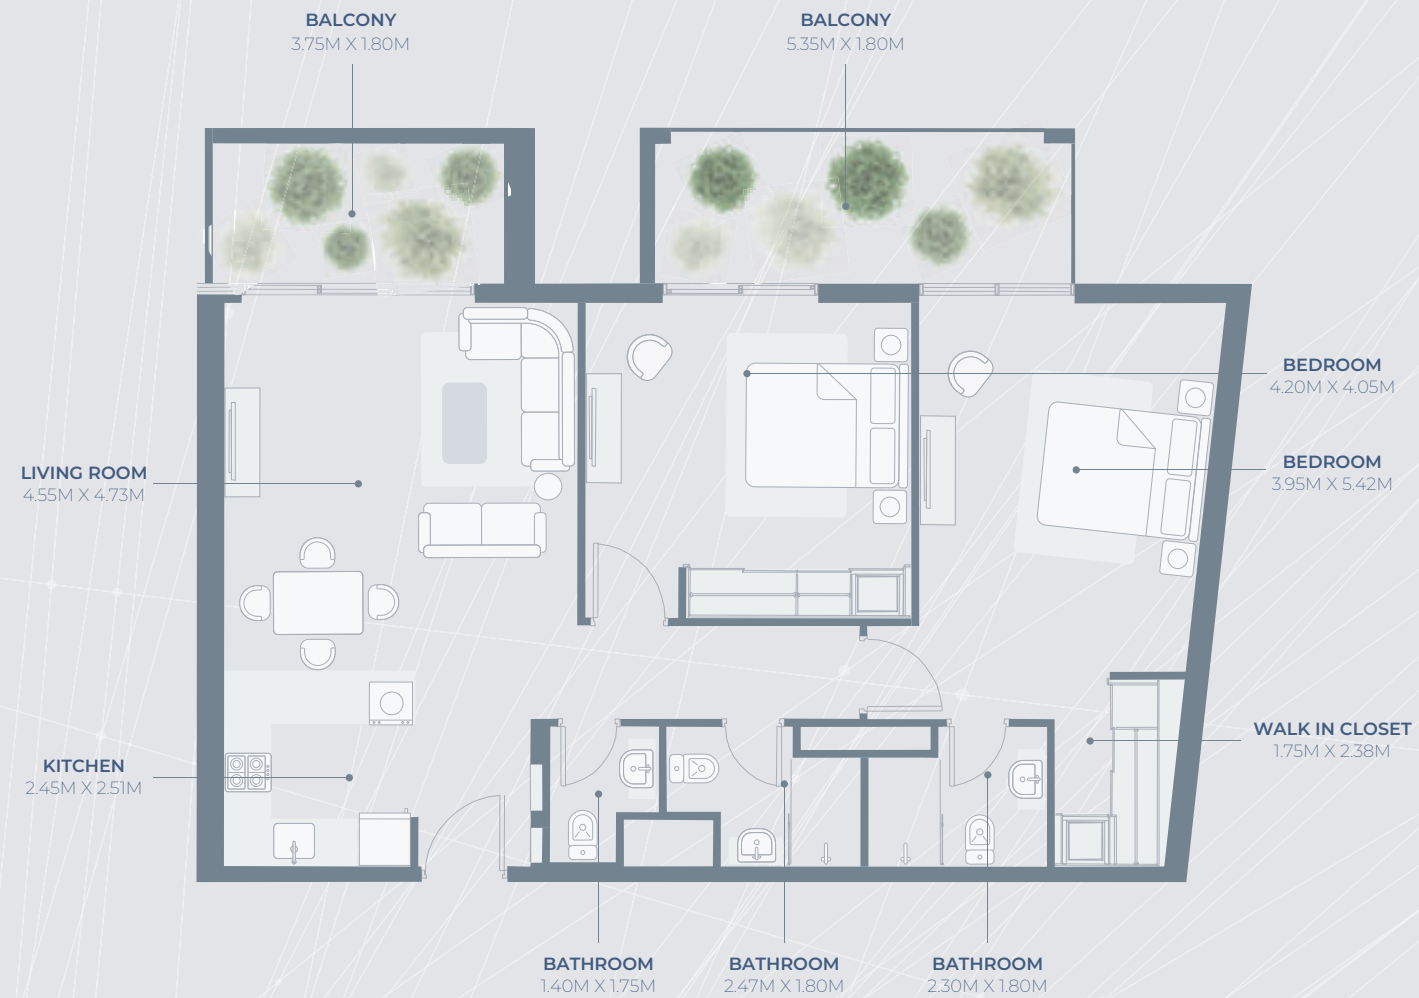 BALCONY
3.75M X 1.80M
BALCONY
5.35M X 1.80M
BEDROOM
4.20M X 4.05M
LIVING ROOM
4.55M X 4.73M
BEDROOM
3.95M X 5.42M
WALK IN CLOSET
1.75M X 2.38M
KITCHEN
2.45M X 2.51M
BATHROOM
1.40M X 1.75M
BATHROOM
2.47M X 1.80M
BATHROOM
2.30M X 1.80M